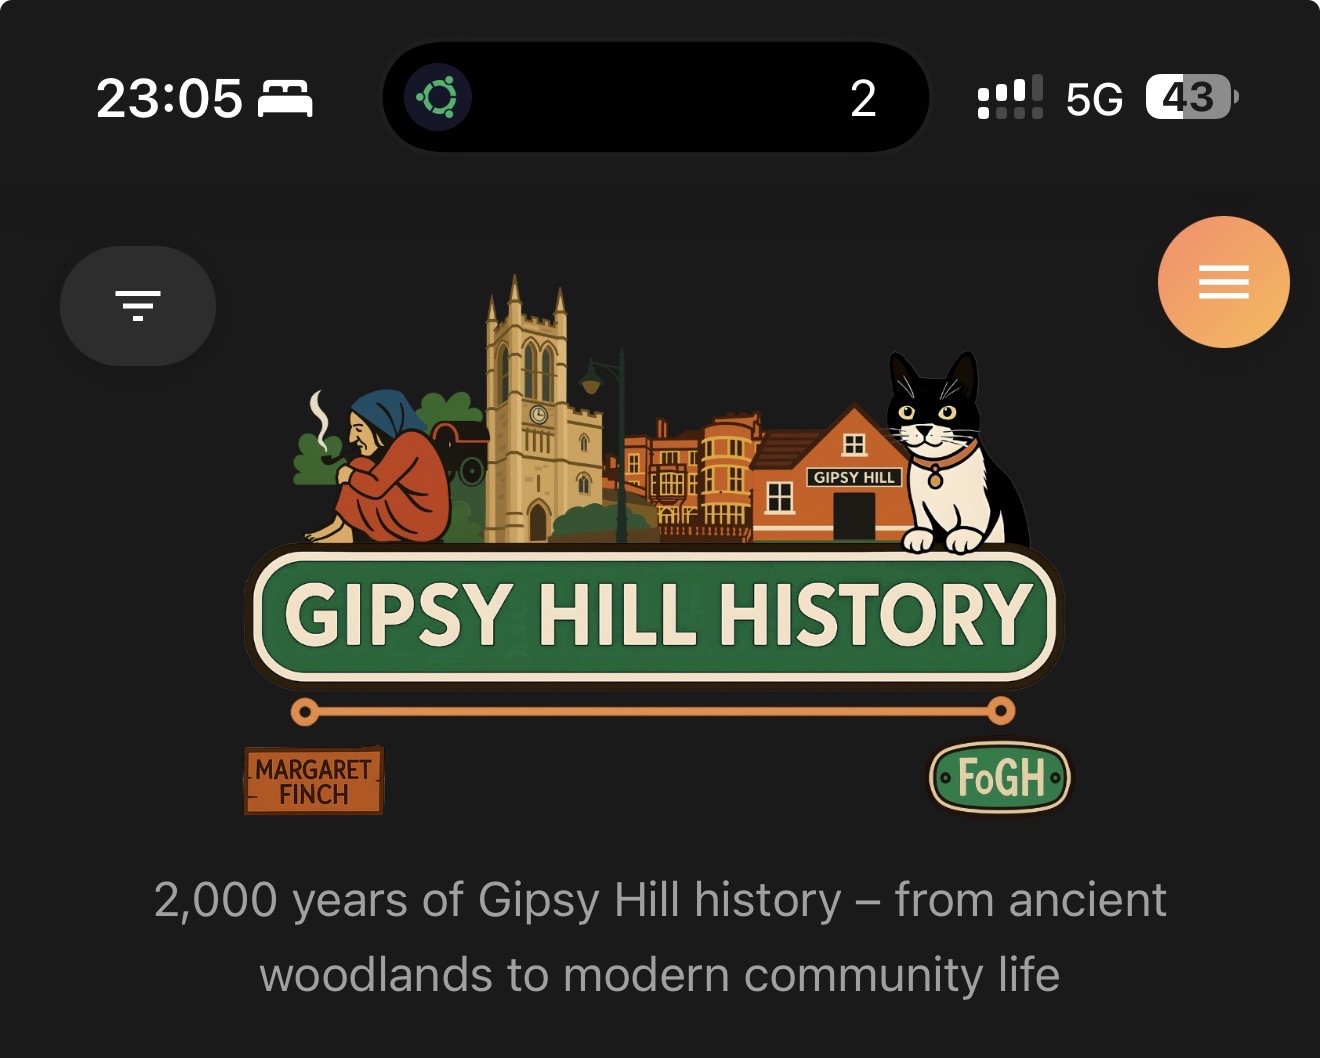 23:05
2
5G
43
GIPSY HILL
GIPSY HILL HISTORY
MARGARET
FINCH
FoGH
2,000 years of Gipsy Hill history – from ancient
woodlands to modern community life